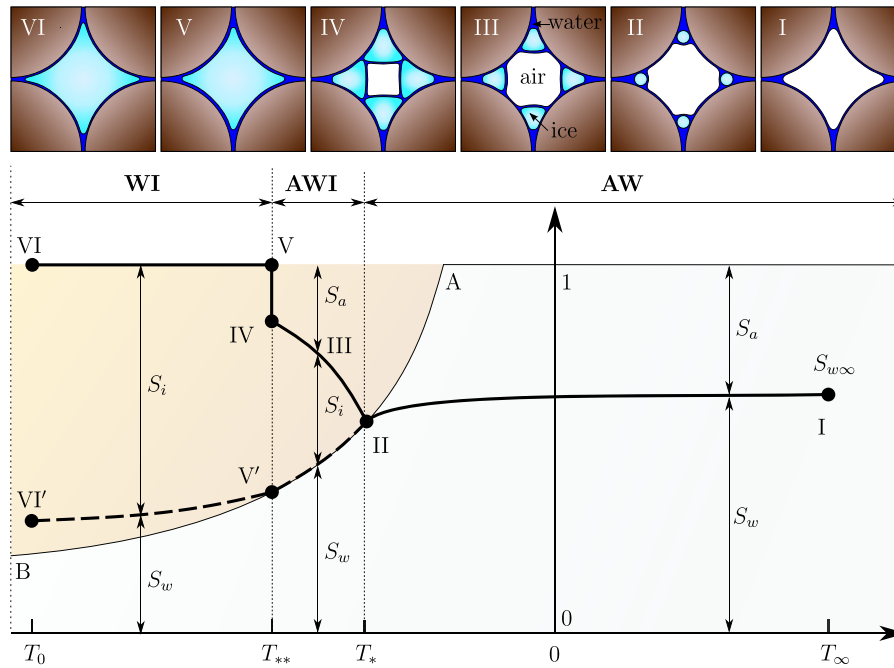 VI
V
IV
III
II
I
water
air
ice
WI
AWI
AW
VI
V
A
1
IV
III
II
I
V′
VI′
B
S_a
S_i
S_i
S_w
S_w
S_a
S_w∞
S_w
0
T_0
T_**
T_*
0
T_∞